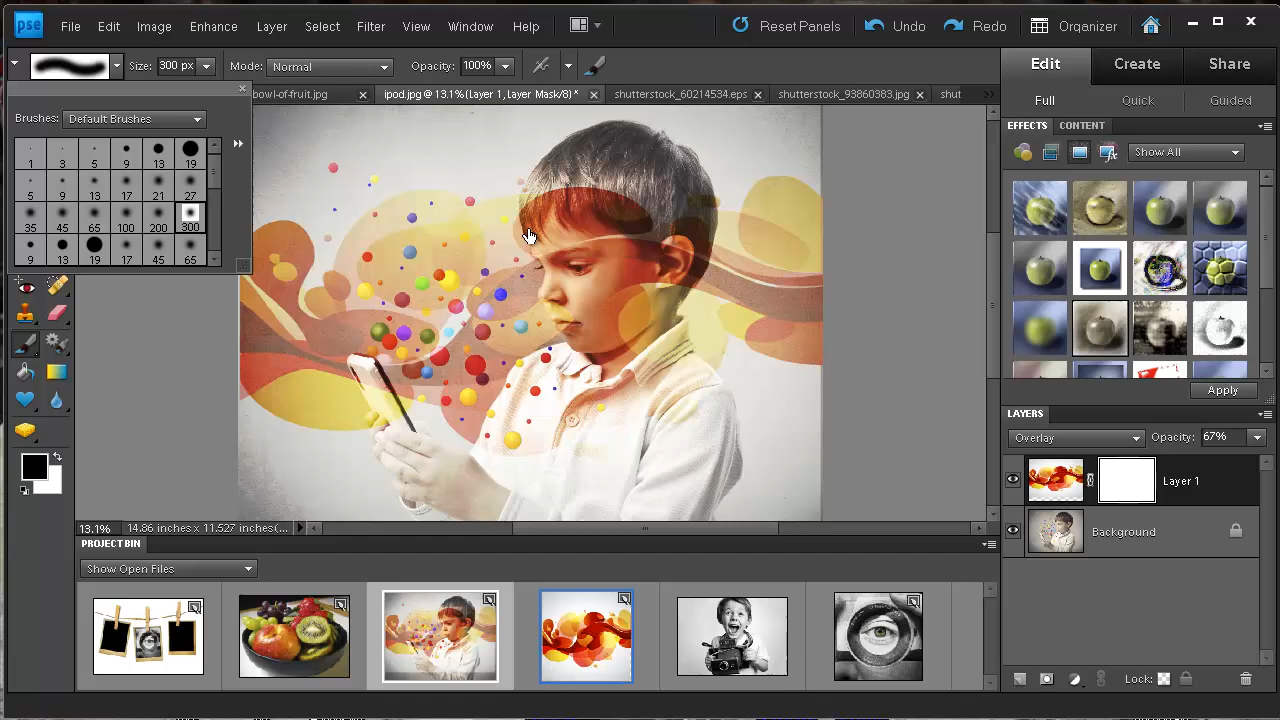 pse File Edit Image Enhance Layer Select Filter View Window Help Reset Panels Undo Redo Organizer
Size: 300 px Mode: Normal Opacity: 100% Edit Create Share
bowl-of-fruit.jpg ipod.jpg @ 13.1%(Layer 1,Layer Mask/8) * shutterstock_60214534.eps shutterstock_93860383.jpg shut
Full Quick Guided
Brushes: Default Brushes
EFFECTS CONTENT
Show All
1 3 5 9 13 19
5 9 13 17 21 27
35 45 65 100 200 300
9 13 19 17 45 65
Apply
LAYERS
Overlay Opacity: 67%
Layer 1
Background
13.1% 14.86 inches x 11.527 inches(...
PROJECT BIN
Show Open Files
Lock: